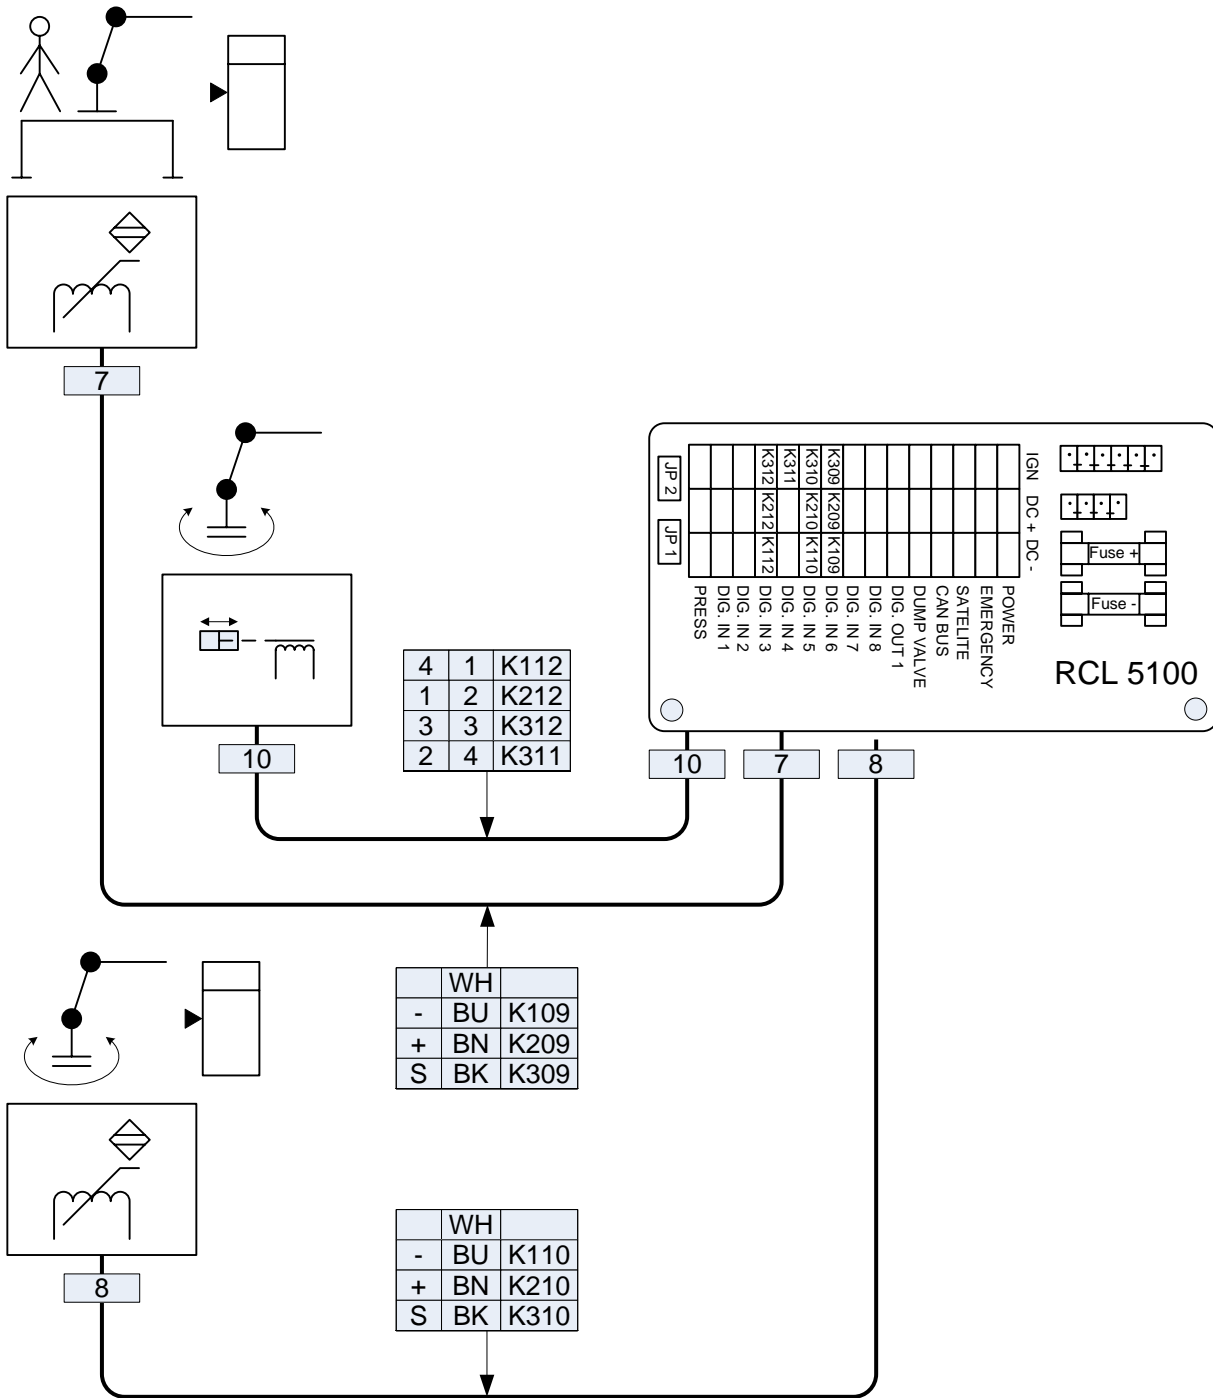 7
JP 2
JP 1
K312 K311 K310 K309
K212 K210 K209
K112 K110 K109
IGN DC + DC -
PRESS
DIG. IN 1
DIG. IN 2
DIG. IN 3
DIG. IN 4
DIG. IN 5
DIG. IN 6
DIG. IN 7
DIG. IN 8
DIG. OUT 1
DUMP VALVE
CAN BUS
SATELITE
EMERGENCY
POWER
Fuse +
Fuse -
RCL 5100
10
4 1 K112
1 2 K212
3 3 K312
2 4 K311
10 7 8
WH
- BU K109
+ BN K209
S BK K309
8
WH
- BU K110
+ BN K210
S BK K310